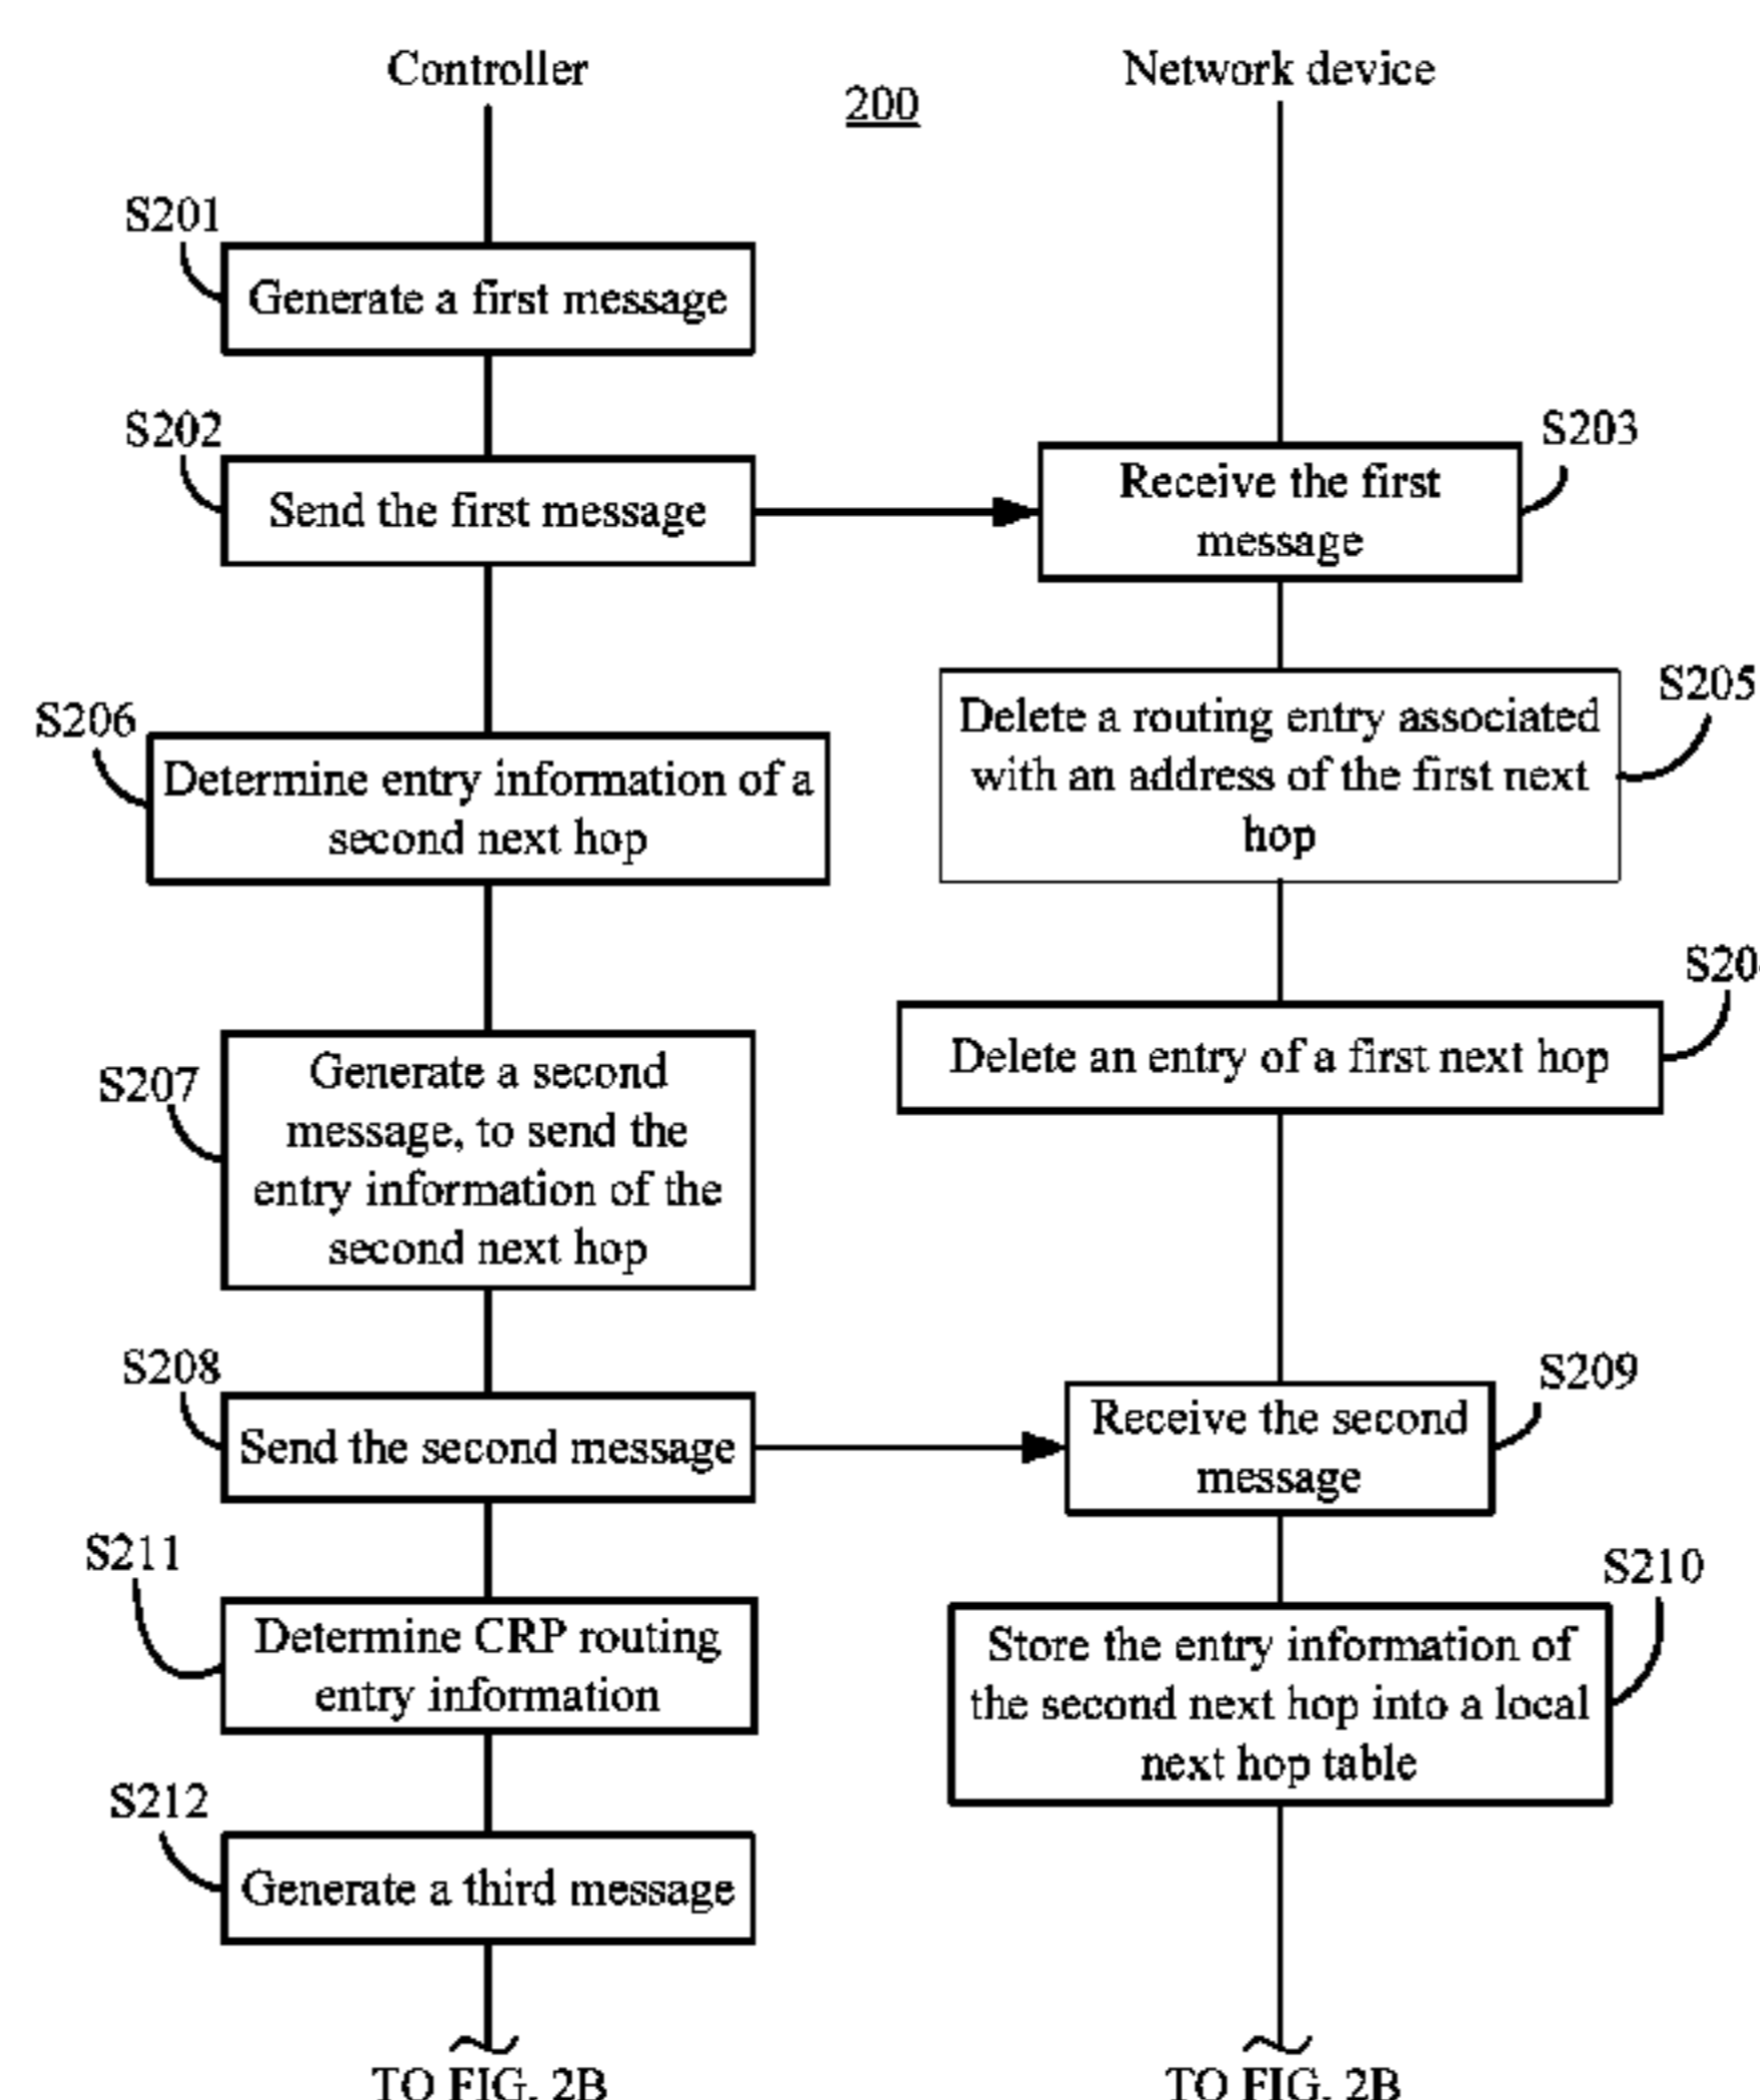 Controller
Network device
200
S201
Generate a first message
S202
Send the first message
S203
Receive the first
message
S205
Delete a routing entry associated
with an address of the first next
hop
S206
Determine entry information of a
second next hop
Delete an entry of a first next hop
S207
Generate a second
message, to send the
entry information of the
second next hop
S208
Send the second message
S209
Receive the second
message
S211
Determine CRP routing
entry information
S210
Store the entry information of
the second next hop into a local
next hop table
S212
Generate a third message
TO FIG. 2B
TO FIG. 2B